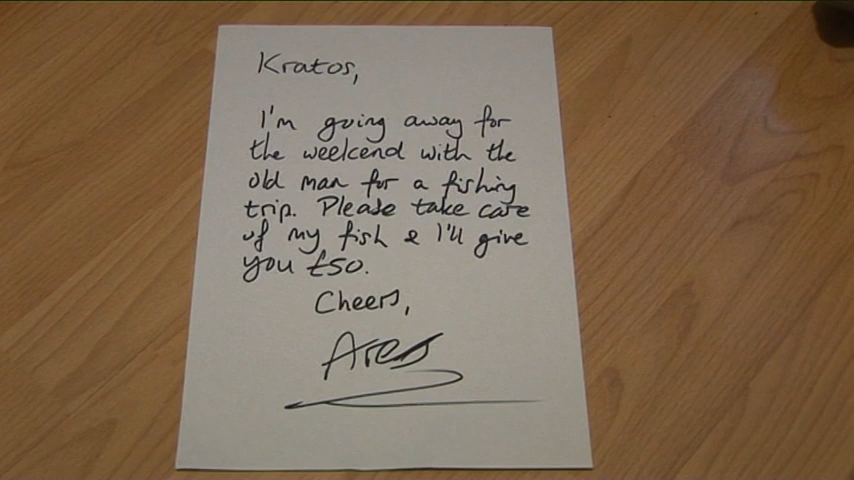 Kratos,
I'm going away for
the weekend with the
old man for a fishing
trip. Please take care
of my fish & I'll give
you £50.
Cheers,
Ares